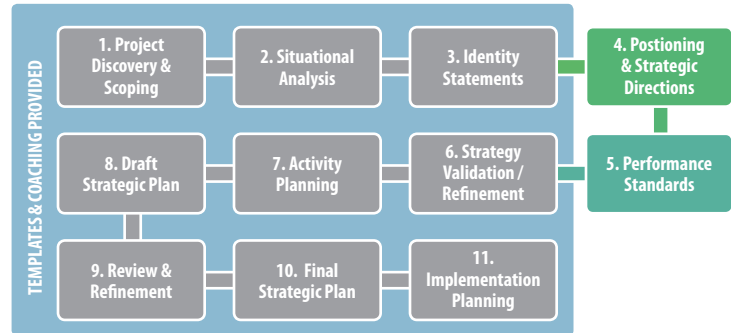 TEMPLATES & COACHING PROVIDED
1. Project
Discovery &
Scoping
2. Situational
Analysis
3. Identity
Statements
4. Postioning
& Strategic
Directions
5. Performance
Standards
6. Strategy
Validation /
Refinement
7. Activity
Planning
8. Draft
Strategic Plan
9. Review &
Refinement
10. Final
Strategic Plan
11.
Implementation
Planning